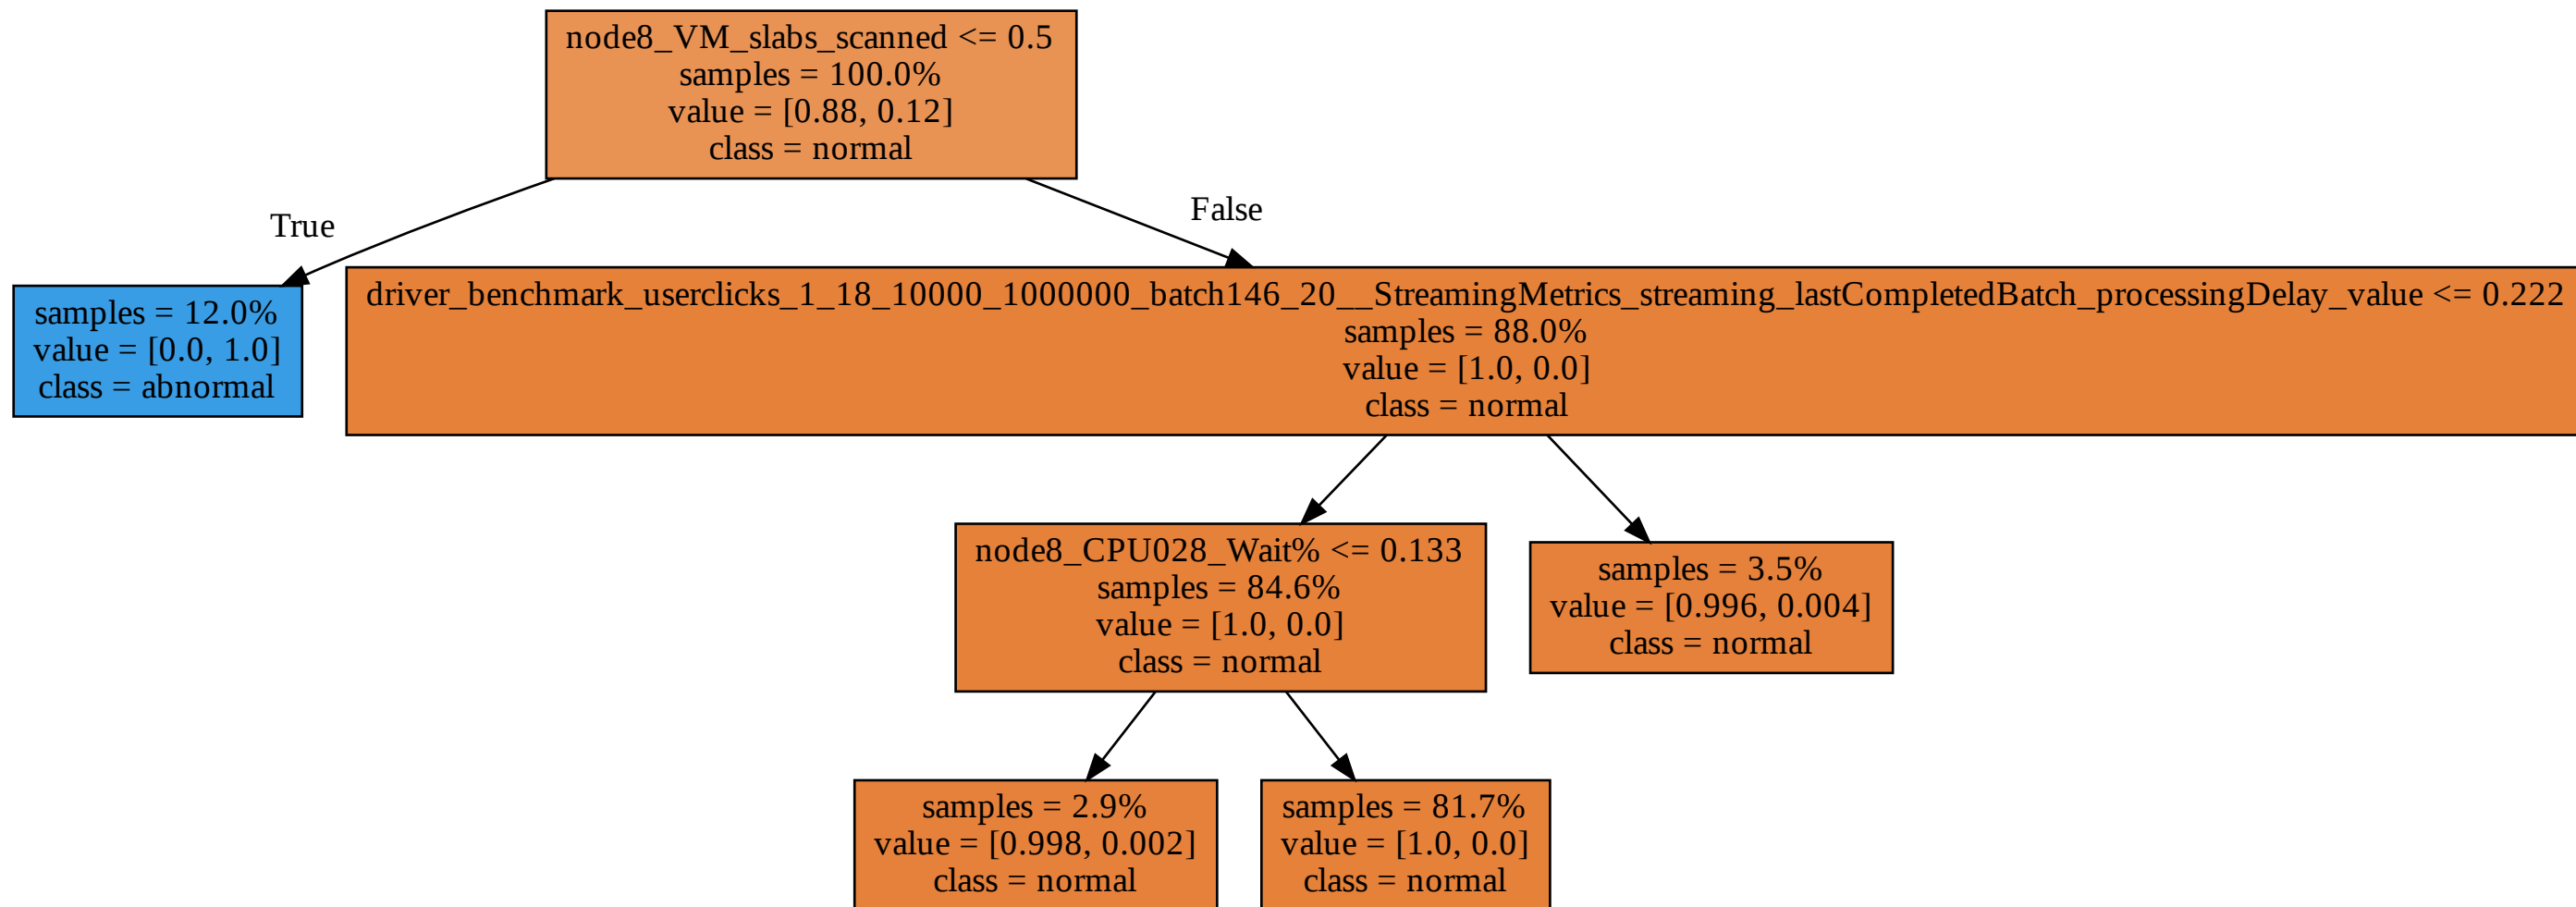 node8_VM_slabs_scanned <= 0.5
samples = 100.0%
value = [0.88, 0.12]
class = normal
True
False
samples = 12.0%
value = [0.0, 1.0]
class = abnormal
driver_benchmark_userclicks_1_18_10000_1000000_batch146_20__StreamingMetrics_streaming_lastCompletedBatch_processingDelay_value <= 0.222
samples = 88.0%
value = [1.0, 0.0]
class = normal
node8_CPU028_Wait% <= 0.133
samples = 84.6%
value = [1.0, 0.0]
class = normal
samples = 3.5%
value = [0.996, 0.004]
class = normal
samples = 2.9%
value = [0.998, 0.002]
class = normal
samples = 81.7%
value = [1.0, 0.0]
class = normal